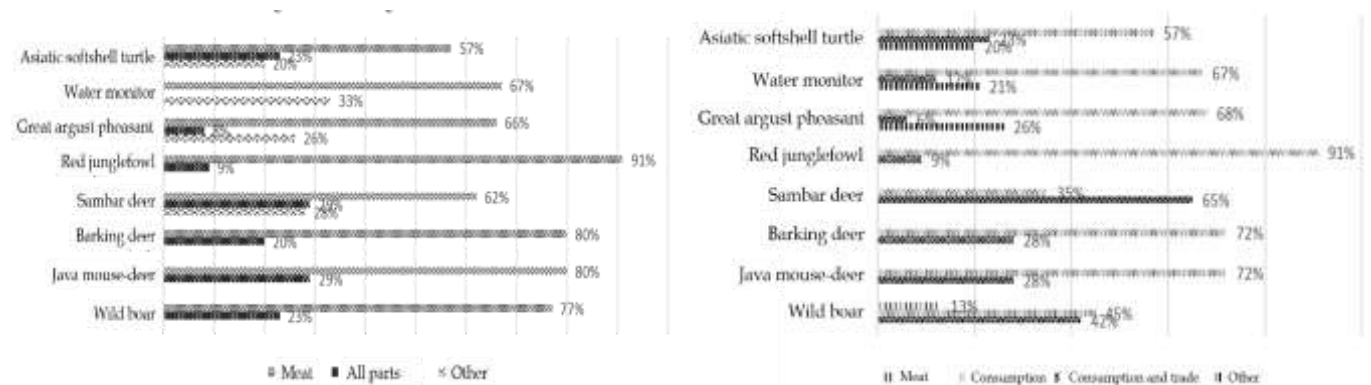 Asiatic softshell turtle 57% 23% 20%
Water monitor 67% 33%
Great argust pheasant 66% 8% 26%
Red junglefowl 91% 9%
Sambar deer 62% 29% 28%
Barking deer 80% 20%
Java mouse-deer 80% 29%
Wild boar 77% 23%
Meat All parts Other
Asiatic softshell turtle 57% 20%
Water monitor 67% 21%
Great argust pheasant 68% 26%
Red junglefowl 91% 9%
Sambar deer 35% 65%
Barking deer 72% 28%
Java mouse-deer 72% 28%
Wild boar 13% 45% 42%
Meat Consumption Consumption and trade Other